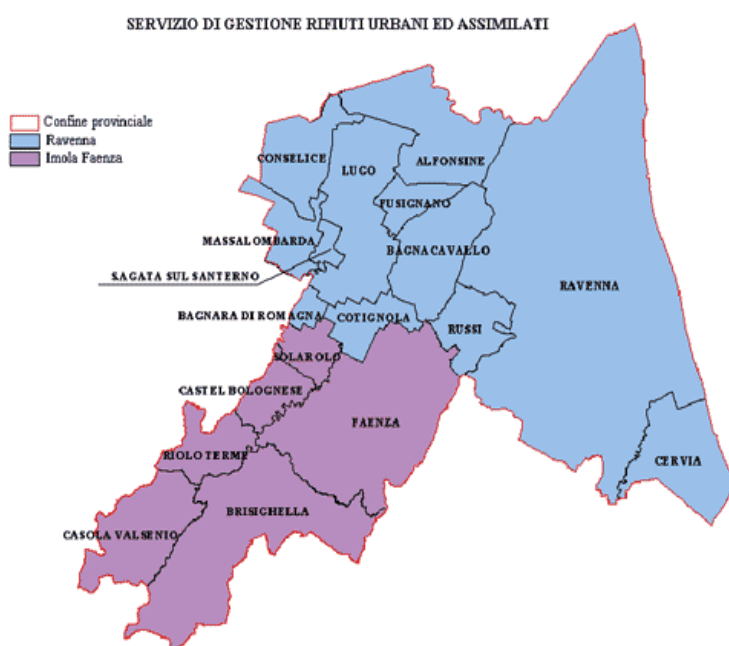 SERVIZIO DI GESTIONE RIFIUTI URBANI ED ASSIMILATI
Confine provinciale
Ravenna
Imola Faenza
CONSELICE
LUGO
ALFONSINE
FUSIGNANO
MASSALOMBARDA
BAGNACAVALLO
S.AGATA SUL SANTERNO
RAVENNA
BAGNARA DI ROMAGNA
COTIGNOLA
RUSSI
SOLAROLO
CASTEL BOLOGNESE
FAENZA
RIOLO TERME
CERVIA
BRISIGHELLA
CASOLA VALSENIO